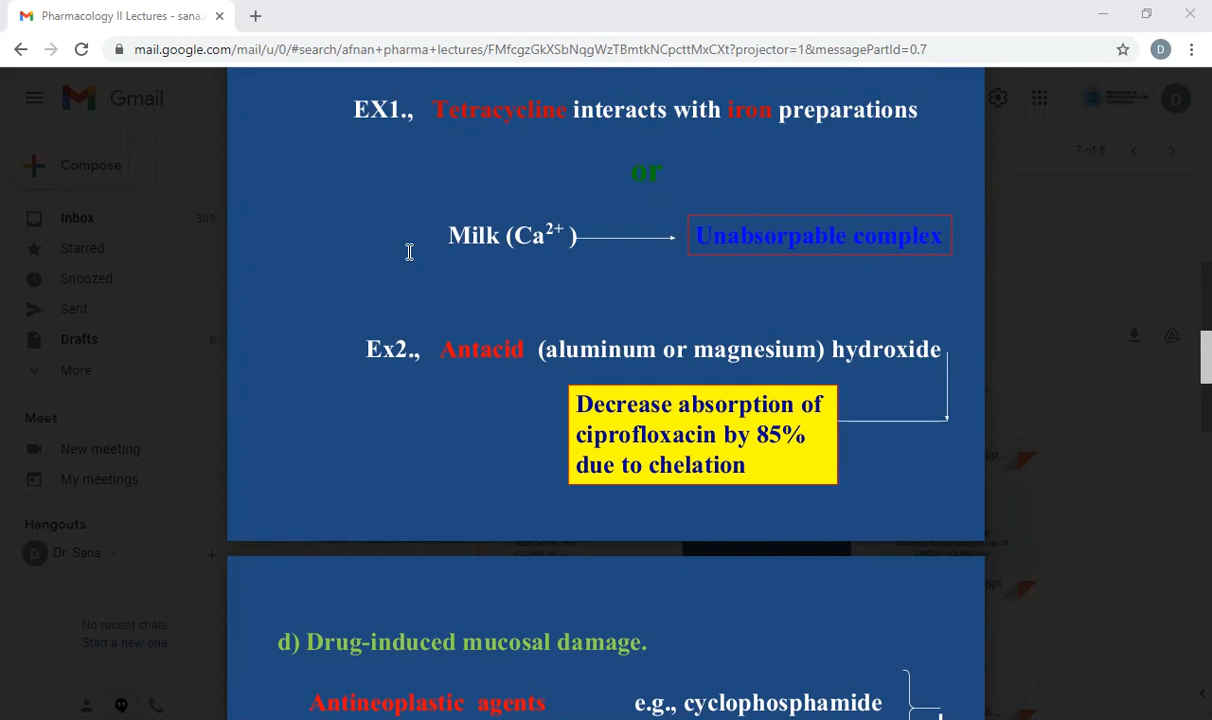 Pharmacology II Lectures - sana.
mail.google.com/mail/u/0/#search/afnan+pharma+lectures/FMfcgzGkXSbNqgWzTBmtkNCpcttMxCXt?projector=1&messagePartId=0.7
D
Gmail
D
7 of 8
Compose
Inbox
Starred
Snoozed
Sent
Drafts
More
Meet
New meeting
My meetings
Hangouts
D
Dr Sana
No recent chats
Start a new one
EX1., Tetracycline interacts with iron preparations
or
Milk (Ca2+ )
Unabsorpable complex
Ex2., Antacid (aluminum or magnesium) hydroxide
Decrease absorption of
ciprofloxacin by 85%
due to chelation
d) Drug-induced mucosal damage.
Antineoplastic agents e.g., cyclophosphamide